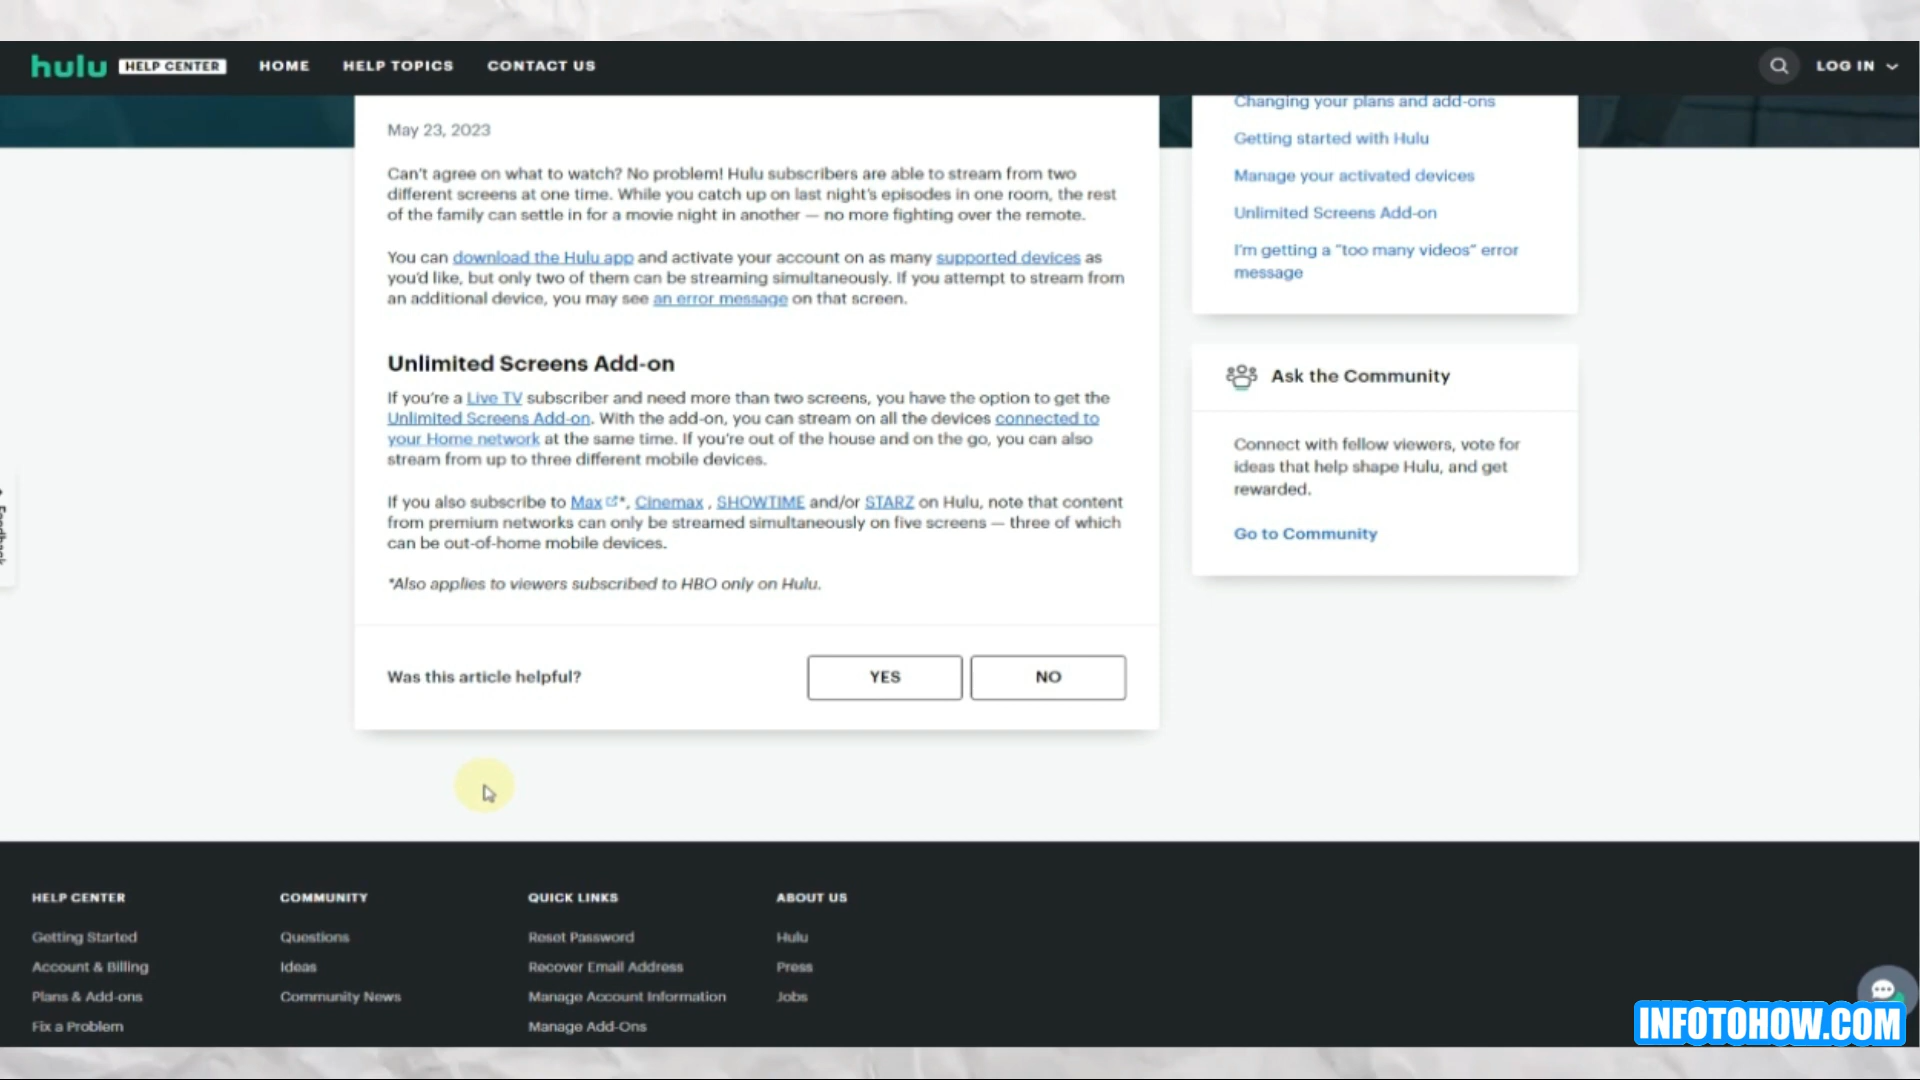 hulu HELP CENTER HOME HELP TOPICS CONTACT US LOG IN
May 23, 2023
Can't agree on what to watch? No problem! Hulu subscribers are able to stream from two
different screens at one time. While you catch up on last night's episodes in one room, the rest
of the family can settle in for a movie night in another — no more fighting over the remote.
You can download the Hulu app and activate your account on as many supported devices as
you'd like, but only two of them can be streaming simultaneously. If you attempt to stream from
an additional device, you may see an error message on that screen.
Unlimited Screens Add-on
If you're a Live TV subscriber and need more than two screens, you have the option to get the
Unlimited Screens Add-on. With the add-on, you can stream on all the devices connected to
your Home network at the same time. If you're out of the house and on the go, you can also
stream from up to three different mobile devices.
If you also subscribe to Max*, Cinemax , SHOWTIME and/or STARZ on Hulu, note that content
from premium networks can only be streamed simultaneously on five screens — three of which
can be out-of-home mobile devices.
*Also applies to viewers subscribed to HBO only on Hulu.
Was this article helpful?
YES
NO
Changing your plans and add-ons
Getting started with Hulu
Manage your activated devices
Unlimited Screens Add-on
I'm getting a "too many videos" error
message
Ask the Community
Connect with fellow viewers, vote for
ideas that help shape Hulu, and get
rewarded.
Go to Community
Feedback
HELP CENTER
Getting Started
Account & Billing
Plans & Add-ons
Fix a Problem
COMMUNITY
Questions
Ideas
Community News
QUICK LINKS
Reset Password
Recover Email Address
Manage Account Information
Manage Add-Ons
ABOUT US
Hulu
Press
Jobs
INFOTOHOW.COM